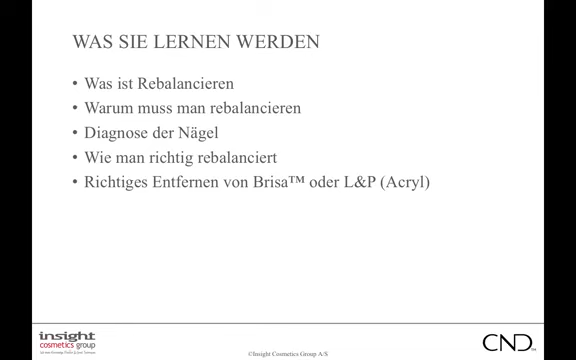 WAS SIE LERNEN WERDEN
• Was ist Rebalancieren
• Warum muss man rebalancieren
• Diagnose der Nägel
• Wie man richtig rebalanciert
• Richtiges Entfernen von Brisa™ oder L&P (Acryl)
insight
cosmetics group
©Insight Cosmetics Group A/S
CND